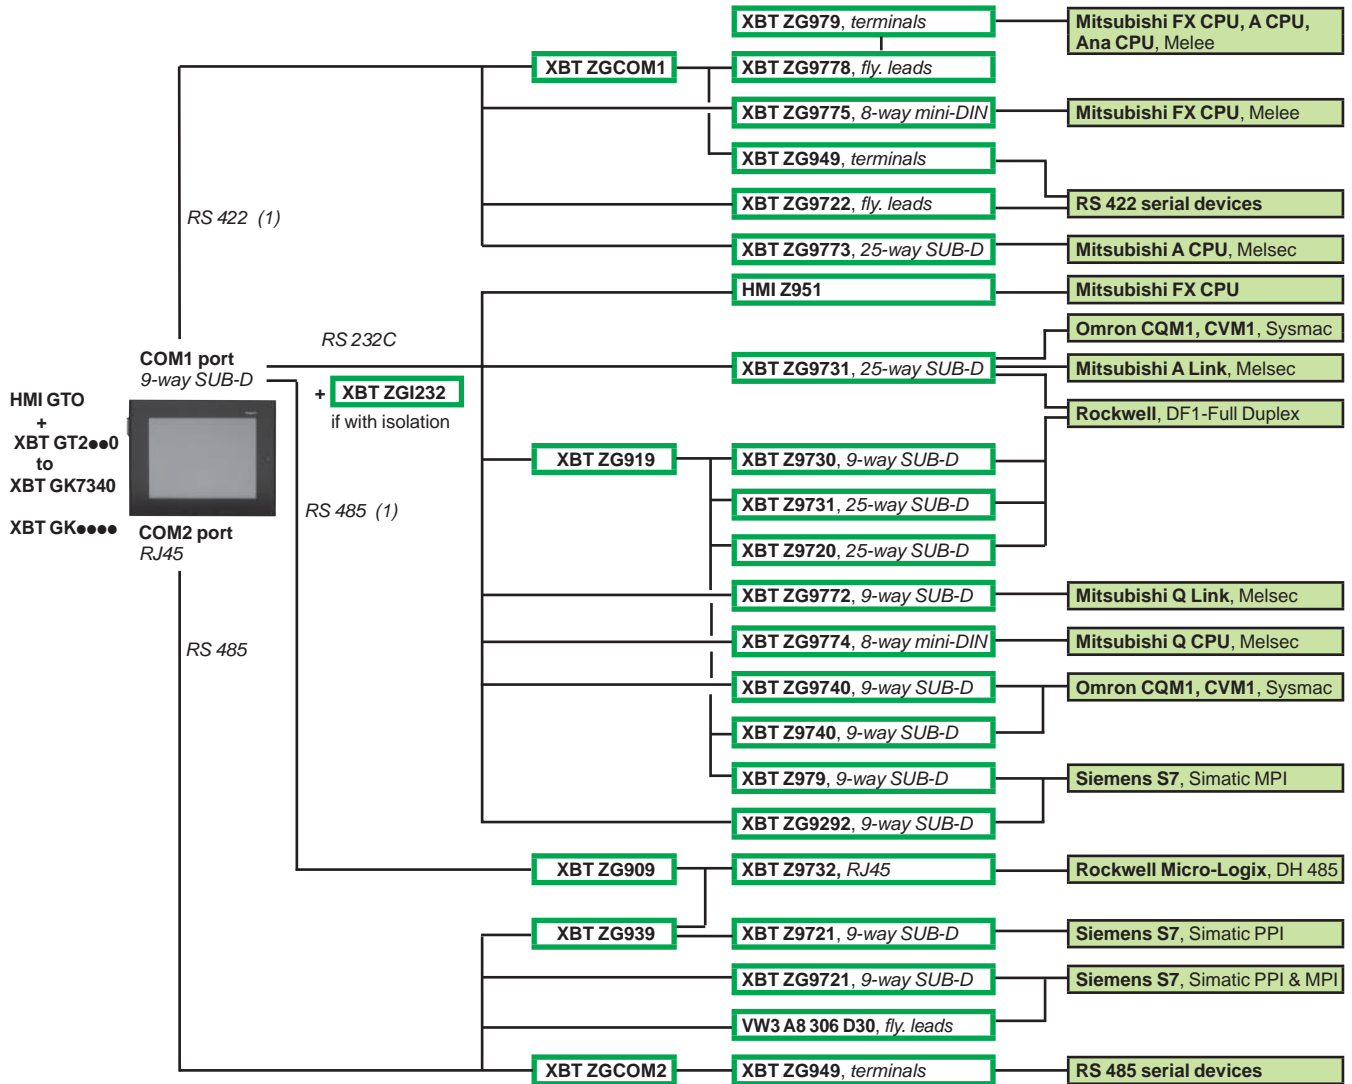 XBT ZG979, terminals
Mitsubishi FX CPU, A CPU,
Ana CPU, Melee
XBT ZGCOM1
XBT ZG9778, fly. leads
XBT ZG9775, 8-way mini-DIN
Mitsubishi FX CPU, Melee
XBT ZG949, terminals
RS 422 (1)
XBT ZG9722, fly. leads
RS 422 serial devices
XBT ZG9773, 25-way SUB-D
Mitsubishi A CPU, Melsec
HMI Z951
Mitsubishi FX CPU
RS 232C
Omron CQM1, CVM1, Sysmac
COM1 port
9-way SUB-D
XBT ZG9731, 25-way SUB-D
Mitsubishi A Link, Melsec
+ XBT ZGI232
if with isolation
Rockwell, DF1-Full Duplex
HMI GTO
+
XBT GT2●●0
to
XBT GK7340
XBT GK●●●●
XBT ZG919
XBT Z9730, 9-way SUB-D
XBT Z9731, 25-way SUB-D
RS 485 (1)
COM2 port
RJ45
XBT Z9720, 25-way SUB-D
XBT ZG9772, 9-way SUB-D
Mitsubishi Q Link, Melsec
RS 485
XBT ZG9774, 8-way mini-DIN
Mitsubishi Q CPU, Melsec
XBT ZG9740, 9-way SUB-D
Omron CQM1, CVM1, Sysmac
XBT Z9740, 9-way SUB-D
XBT Z979, 9-way SUB-D
Siemens S7, Simatic MPI
XBT ZG9292, 9-way SUB-D
XBT ZG909
XBT Z9732, RJ45
Rockwell Micro-Logix, DH 485
XBT ZG939
XBT Z9721, 9-way SUB-D
Siemens S7, Simatic PPI
XBT ZG9721, 9-way SUB-D
Siemens S7, Simatic PPI & MPI
VW3 A8 306 D30, fly. leads
XBT ZGCOM2
XBT ZG949, terminals
RS 485 serial devices